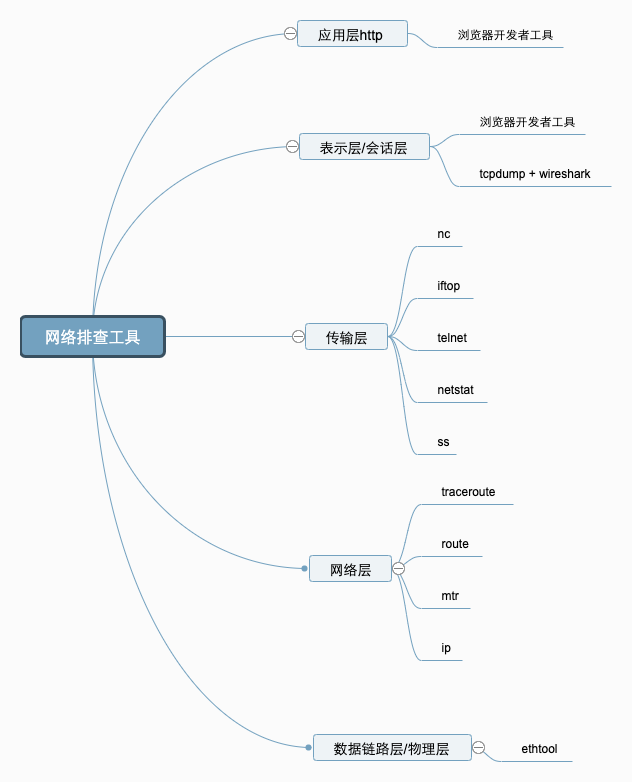 网络排查工具
应用层http
浏览器开发者工具
表示层/会话层
浏览器开发者工具
tcpdump + wireshark
传输层
nc
iftop
telnet
netstat
ss
网络层
traceroute
route
mtr
ip
数据链路层/物理层
ethtool